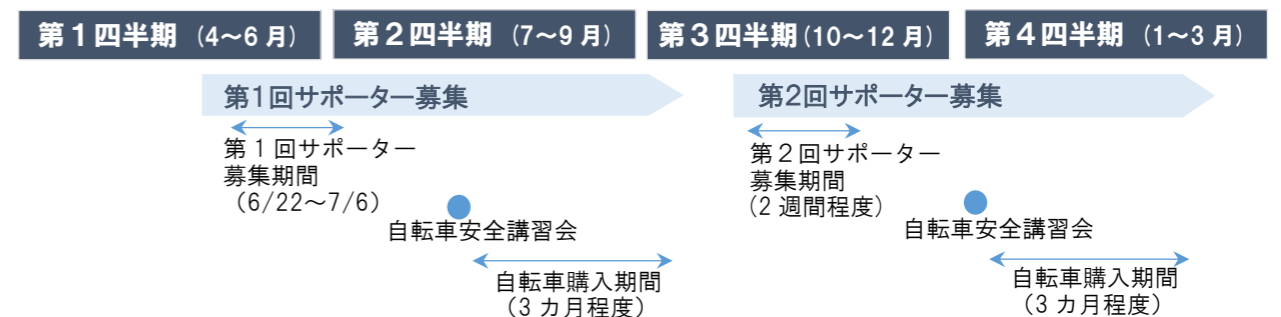 第１四半期（4～6月）
第２四半期（7～9月）
第３四半期(10～12月)
第４四半期（1～3月）
第1回サポーター募集
第１回サポーター
募集期間
（6/22～7/6）
自転車安全講習会
自転車購入期間
（3カ月程度）
第2回サポーター募集
第２回サポーター
募集期間
(2週間程度)
自転車安全講習会
自転車購入期間
（3カ月程度）